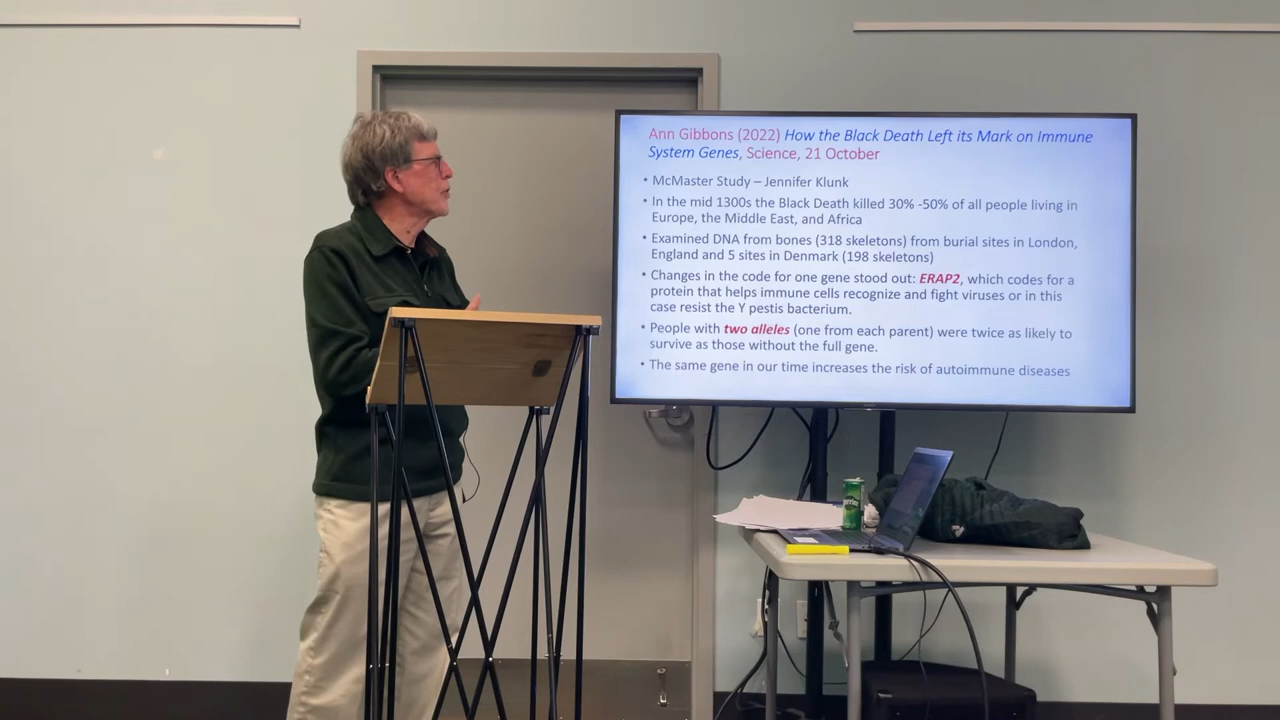 Ann Gibbons (2022) How the Black Death Left its Mark on Immune
System Genes, Science, 21 October
• McMaster Study – Jennifer Klunk
• In the mid 1300s the Black Death killed 30% -50% of all people living in
Europe, the Middle East, and Africa
• Examined DNA from bones (318 skeletons) from burial sites in London,
England and 5 sites in Denmark (198 skeletons)
• Changes in the code for one gene stood out: ERAP2, which codes for a
protein that helps immune cells recognize and fight viruses or in this
case resist the Y pestis bacterium.
• People with two alleles (one from each parent) were twice as likely to
survive as those without the full gene.
• The same gene in our time increases the risk of autoimmune diseases
perrier